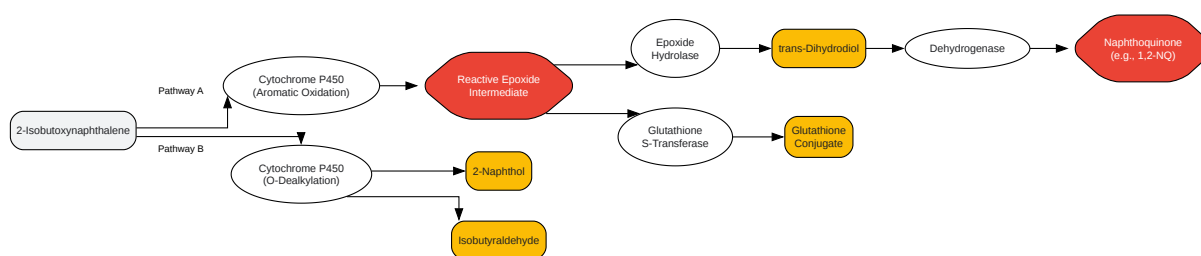 2-Isobutoxynaphthalene
Pathway A
Pathway B
Cytochrome P450
(Aromatic Oxidation)
Cytochrome P450
(O-Dealkylation)
Reactive Epoxide
Intermediate
2-Naphthol
Isobutyraldehyde
Epoxide
Hydrolase
Glutathione
S-Transferase
trans-Dihydrodiol
Glutathione
Conjugate
Dehydrogenase
Naphthoquinone
(e.g., 1,2-NQ)